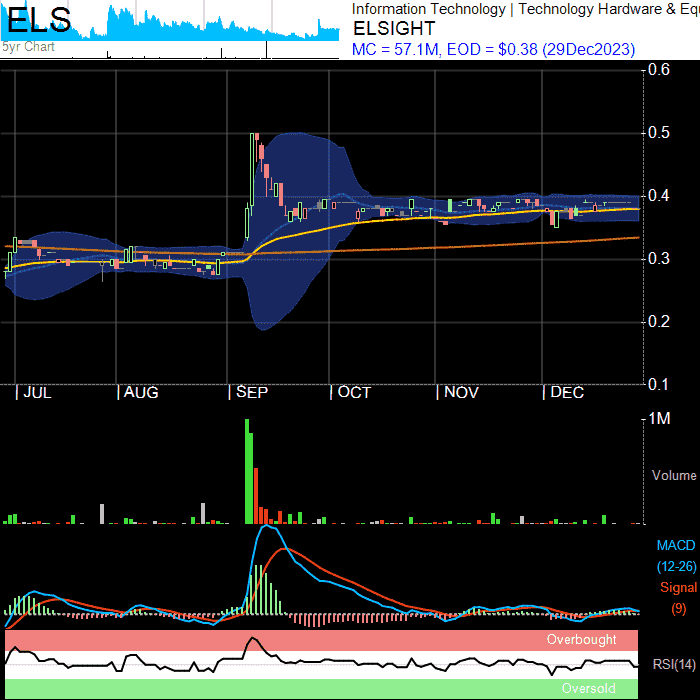 ELS
5yr Chart
Information Technology | Technology Hardware & Equ
ELSIGHT
MC = 57.1M, EOD = $0.38 (29Dec2023)
0.6
0.5
0.4
0.3
0.2
0.1
JUL AUG SEP OCT NOV DEC
1M
Volume
MACD
(12-26)
Signal
(9)
Overbought
RSI(14)
Oversold